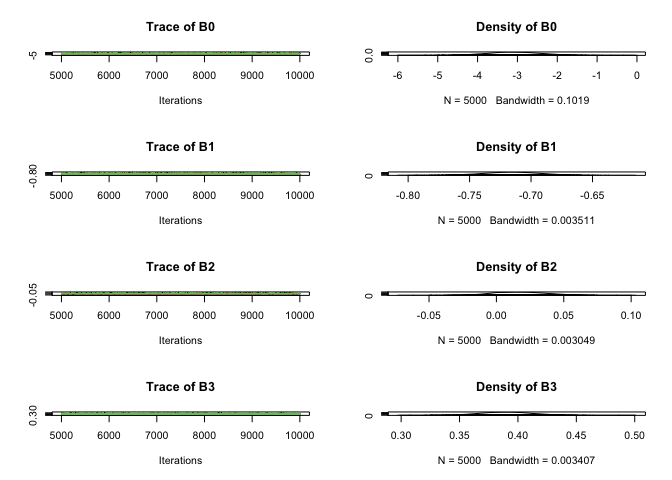 Trace of B0
-5
5000 6000 7000 8000 9000 10000
Iterations
Density of B0
0.0
-6 -5 -4 -3 -2 -1 0
N = 5000 Bandwidth = 0.1019
Trace of B1
-0.80
5000 6000 7000 8000 9000 10000
Iterations
Density of B1
0
-0.80 -0.75 -0.70 -0.65
N = 5000 Bandwidth = 0.003511
Trace of B2
-0.05
5000 6000 7000 8000 9000 10000
Iterations
Density of B2
0
-0.05 0.00 0.05 0.10
N = 5000 Bandwidth = 0.003049
Trace of B3
0.30
5000 6000 7000 8000 9000 10000
Iterations
Density of B3
0
0.30 0.35 0.40 0.45 0.50
N = 5000 Bandwidth = 0.003407